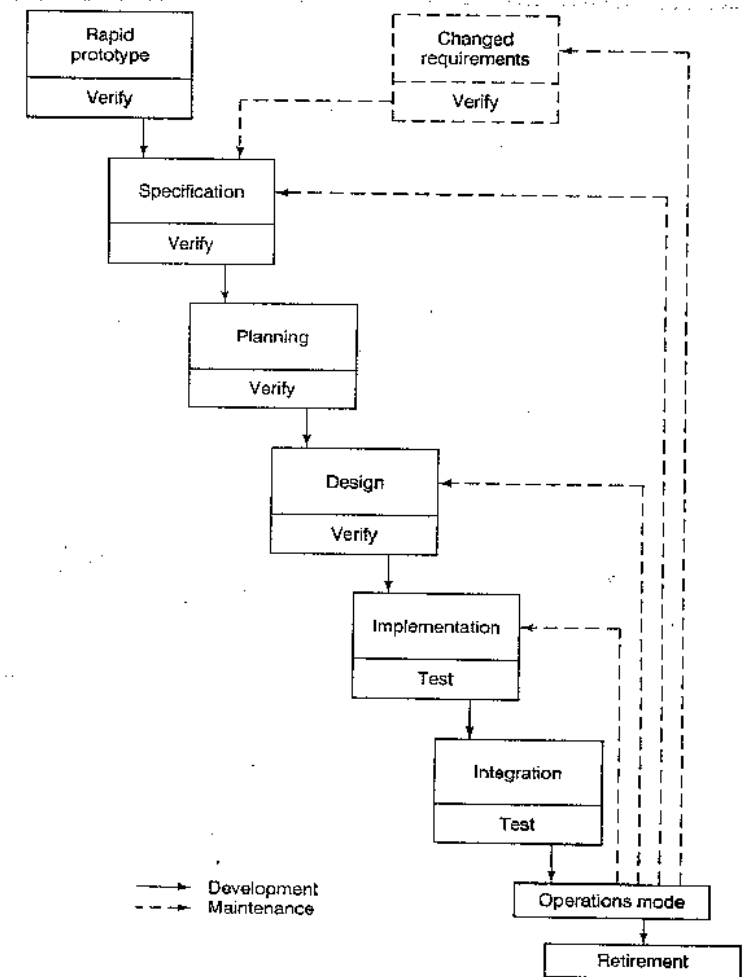 Rapid
prototype
Verify
Changed
requirements
Verify
Specification
Verify
Planning
Verify
Design
Verify
Implementation
Test
Integration
Test
Development
Maintenance
Operations mode
Retirement